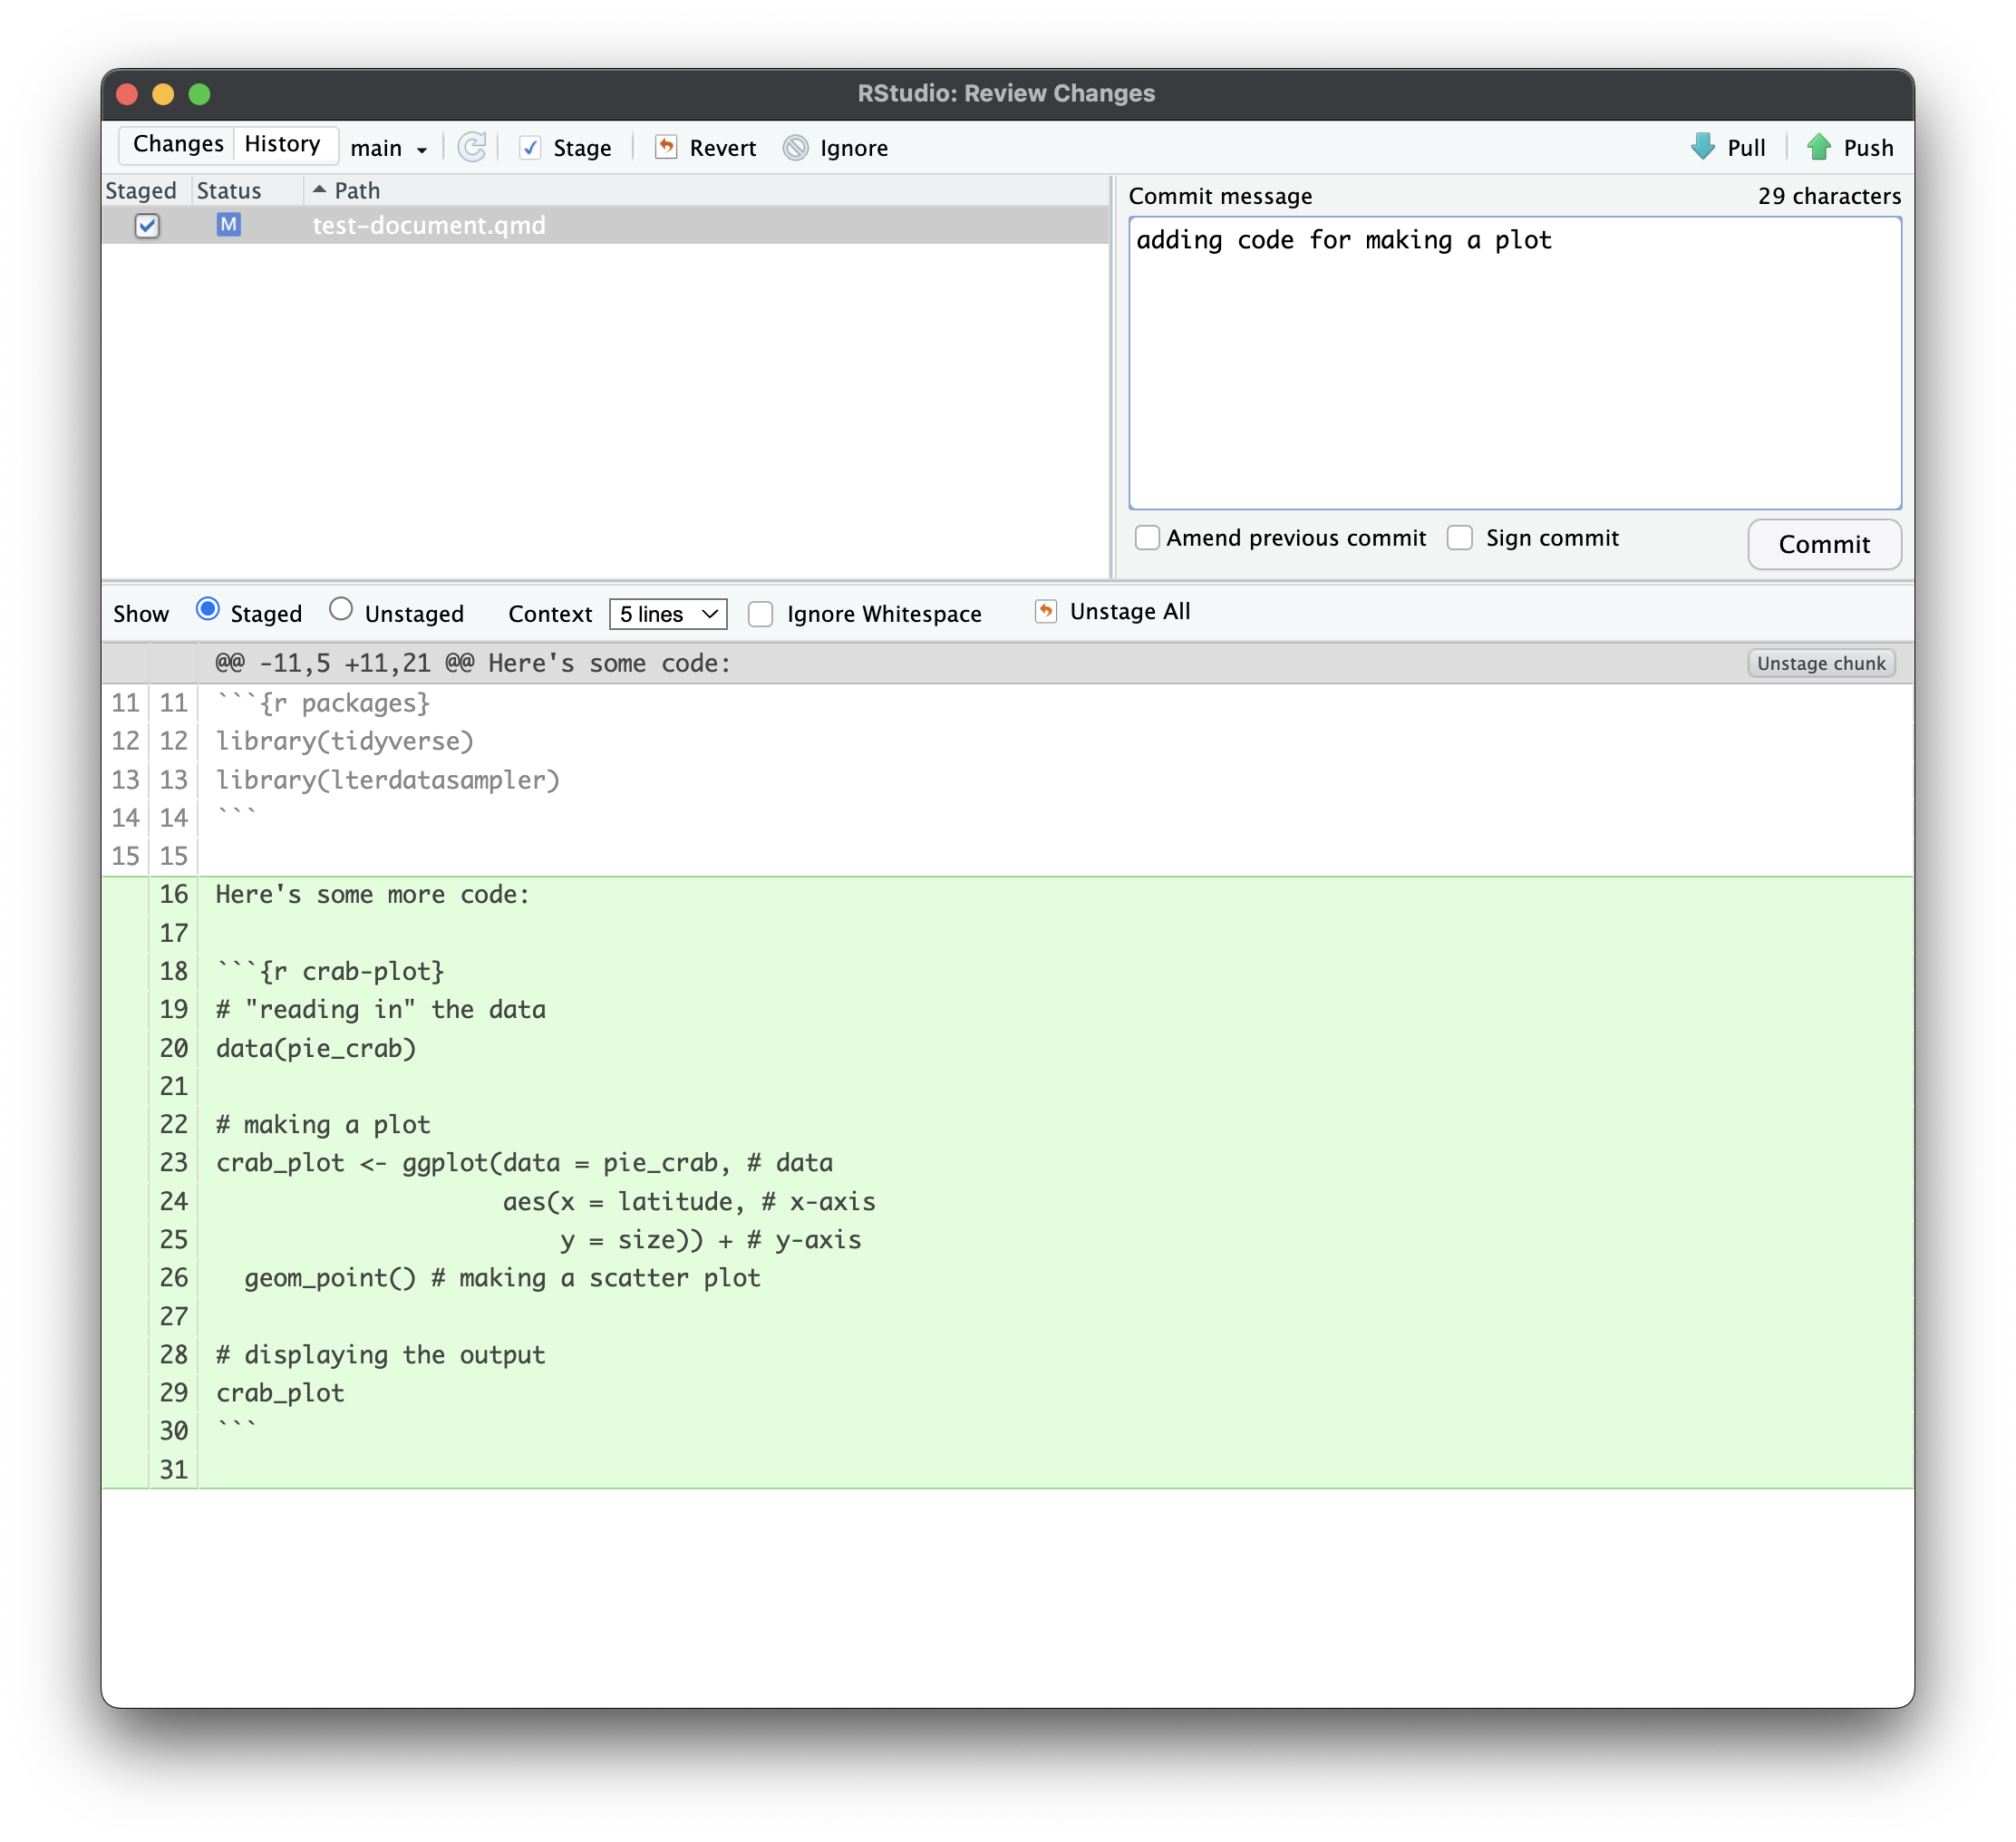 RStudio: Review Changes
Changes History main Stage Revert Ignore Pull Push
Staged Status Path
M test-document.qmd
Commit message 29 characters
adding code for making a plot
Amend previous commit Sign commit Commit
Show Staged Unstaged Context 5 lines Ignore Whitespace Unstage All
@@ -11,5 +11,21 @@ Here's some code: Unstage chunk
11 11 ```{r packages}
12 12 library(tidyverse)
13 13 library(lterdatasampler)
14 14 ```
15 15
16 Here's some more code:
17
18 ```{r crab-plot}
19 # "reading in" the data
20 data(pie_crab)
21
22 # making a plot
23 crab_plot <- ggplot(data = pie_crab, # data
24                     aes(x = latitude, # x-axis
25                         y = size)) + # y-axis
26   geom_point() # making a scatter plot
27
28 # displaying the output
29 crab_plot
30 ```
31